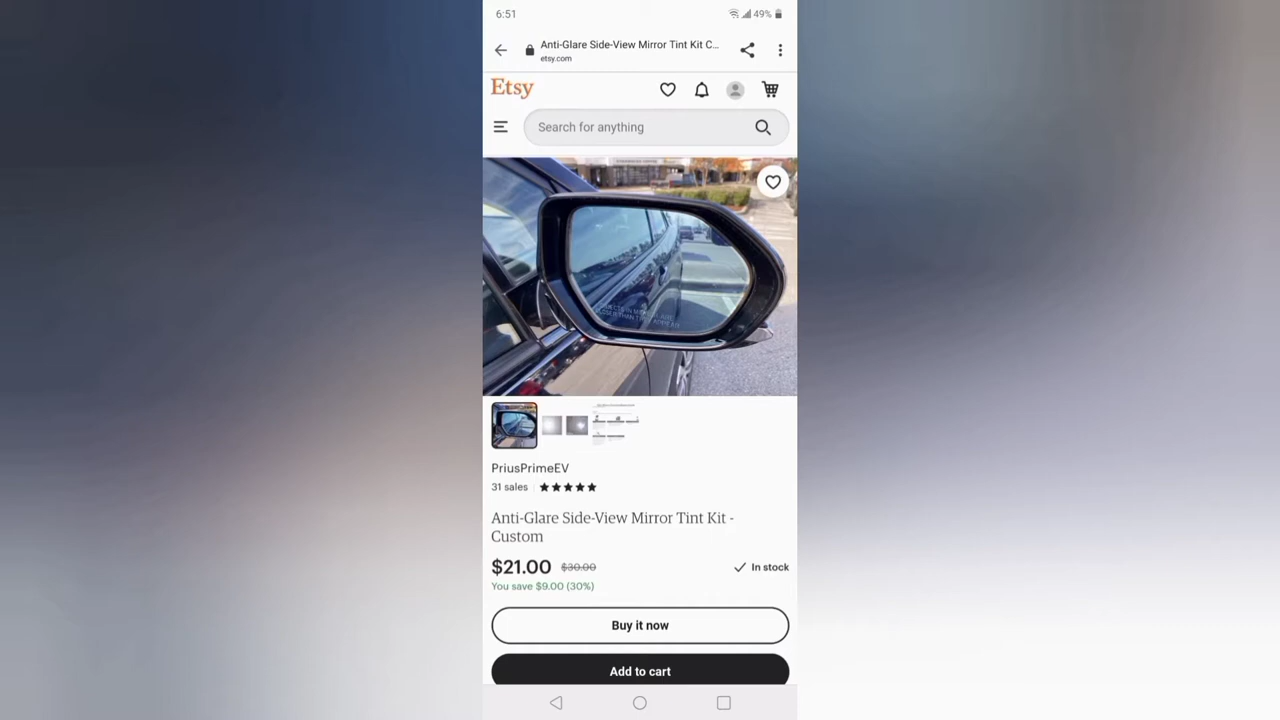 6:51
49%
Anti-Glare Side-View Mirror Tint Kit C...
etsy.com
Etsy
Search for anything
PriusPrimeEV
31 sales
Anti-Glare Side-View Mirror Tint Kit -
Custom
$21.00 $30.00
In stock
You save $9.00 (30%)
Buy it now
Add to cart